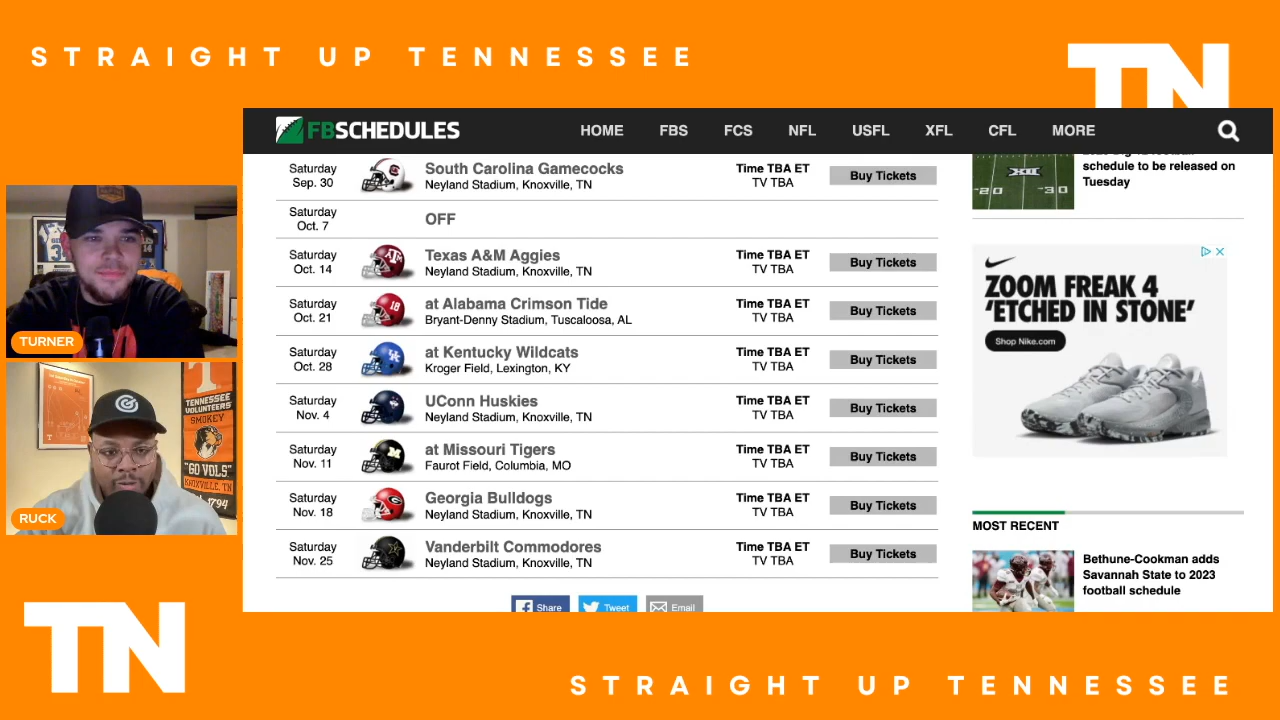 STRAIGHT UP TENNESSEE
TN
FBSCHEDULES
HOME FBS FCS NFL USFL XFL CFL MORE
schedule to be released on
Tuesday
Saturday
Sep. 30
South Carolina Gamecocks
Neyland Stadium, Knoxville, TN
Time TBA ET
TV TBA
Buy Tickets
Saturday
Oct. 7
OFF
Saturday
Oct. 14
Texas A&M Aggies
Neyland Stadium, Knoxville, TN
Time TBA ET
TV TBA
Buy Tickets
Saturday
Oct. 21
at Alabama Crimson Tide
Bryant-Denny Stadium, Tuscaloosa, AL
Time TBA ET
TV TBA
Buy Tickets
Saturday
Oct. 28
at Kentucky Wildcats
Kroger Field, Lexington, KY
Time TBA ET
TV TBA
Buy Tickets
Saturday
Nov. 4
UConn Huskies
Neyland Stadium, Knoxville, TN
Time TBA ET
TV TBA
Buy Tickets
Saturday
Nov. 11
at Missouri Tigers
Faurot Field, Columbia, MO
Time TBA ET
TV TBA
Buy Tickets
Saturday
Nov. 18
Georgia Bulldogs
Neyland Stadium, Knoxville, TN
Time TBA ET
TV TBA
Buy Tickets
Saturday
Nov. 25
Vanderbilt Commodores
Neyland Stadium, Knoxville, TN
Time TBA ET
TV TBA
Buy Tickets
Share
Tweet
Email
ZOOM FREAK 4
'ETCHED IN STONE'
Shop Nike.com
MOST RECENT
Bethune-Cookman adds
Savannah State to 2023
football schedule
TURNER
T
TENNESSEE
VOLUNTEERS
SMOKEY
"GO VOLS"
KNOXVILLE, TN
1794
RUCK
TN
STRAIGHT UP TENNESSEE